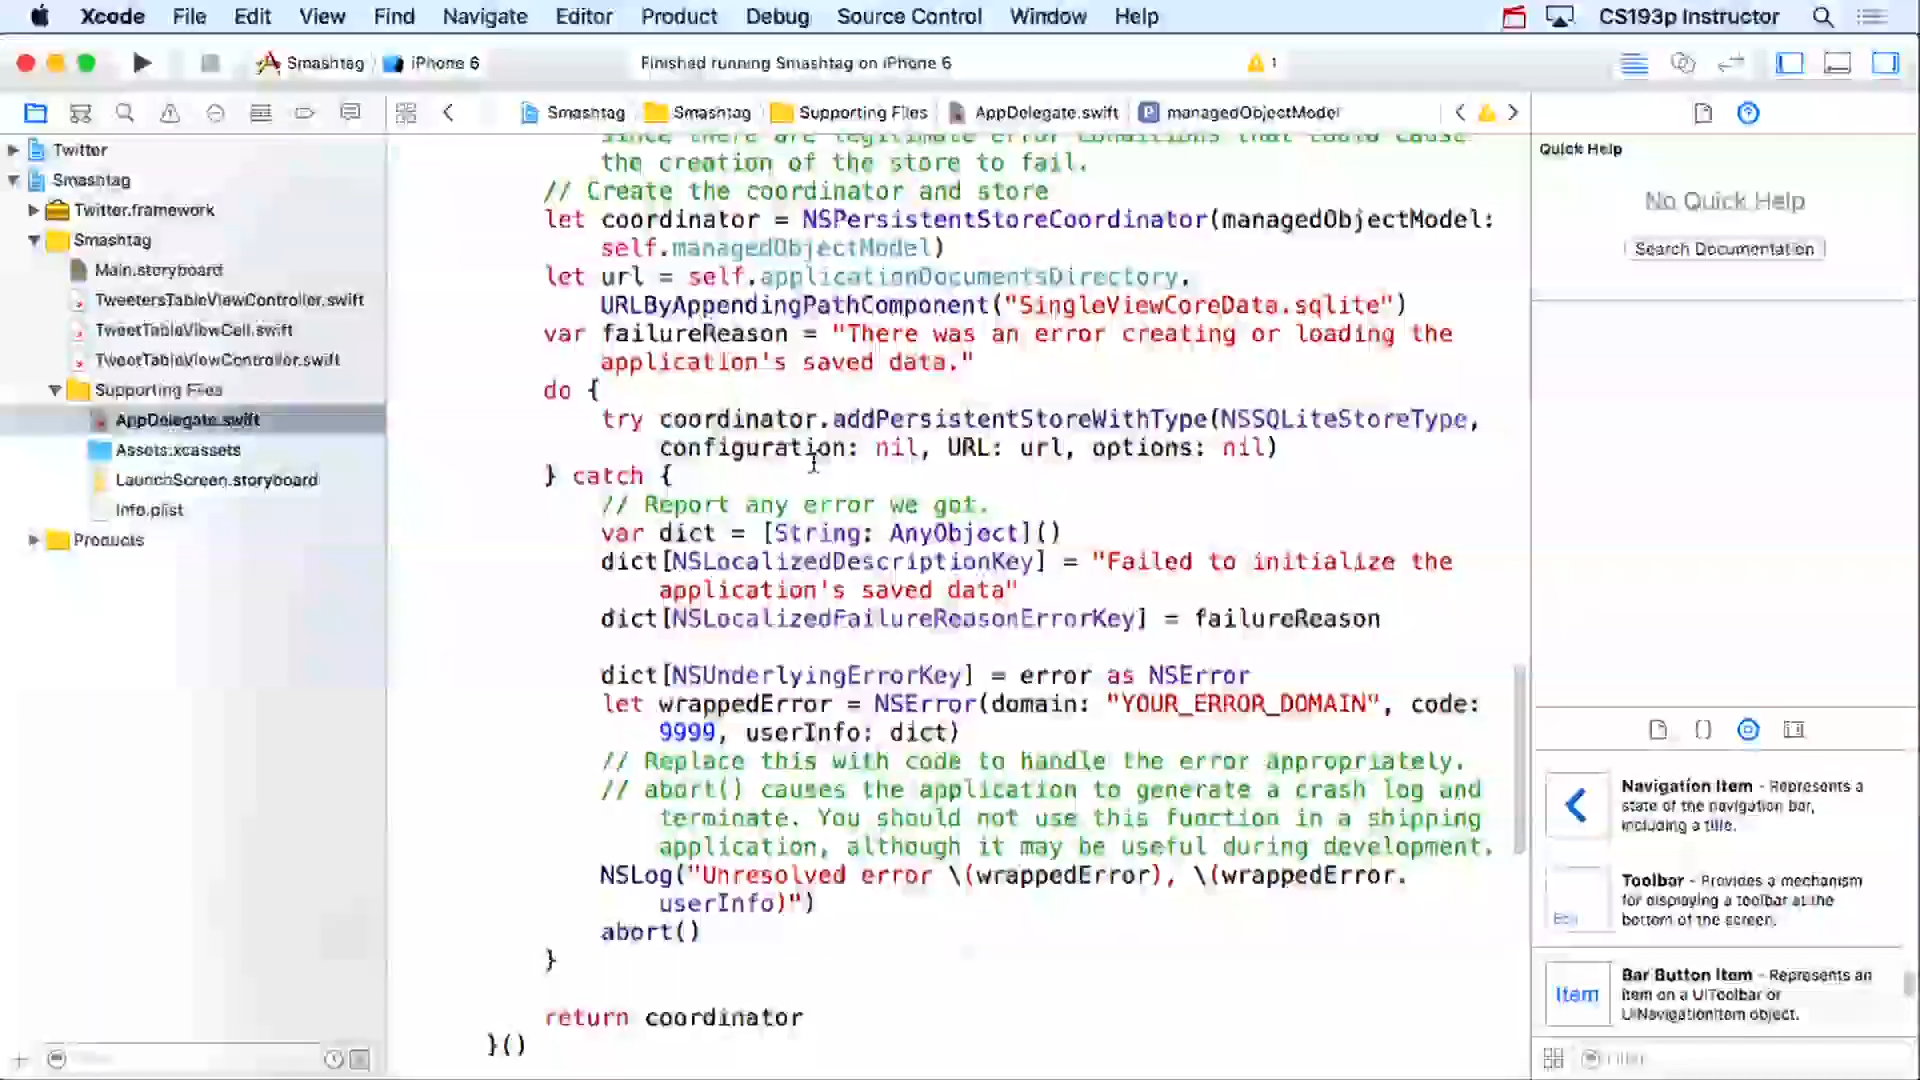 Xcode File Edit View Find Navigate Editor Product Debug Source Control Window Help CS193p Instructor
Smashtag iPhone 6 Finished running Smashtag on iPhone 6 1
Smashtag Smashtag Supporting Files AppDelegate.swift P managedObjectModel
Twitter
Smashtag
Twitter.framework
Smashtag
Main.storyboard
TweetersTableViewController.swift
TweetTableViewCell.swift
TweetTableViewController.swift
Supporting Files
AppDelegate.swift
Assets.xcassets
LaunchScreen.storyboard
Info.plist
Products
since there are legitimate error conditions that could cause
the creation of the store to fail.
// Create the coordinator and store
let coordinator = NSPersistentStoreCoordinator(managedObjectModel:
self.managedObjectModel)
let url = self.applicationDocumentsDirectory.
URLByAppendingPathComponent("SingleViewCoreData.sqlite")
var failureReason = "There was an error creating or loading the
application's saved data."
do {
try coordinator.addPersistentStoreWithType(NSSQLiteStoreType,
configuration: nil, URL: url, options: nil)
} catch {
// Report any error we got.
var dict = [String: AnyObject]()
dict[NSLocalizedDescriptionKey] = "Failed to initialize the
application's saved data"
dict[NSLocalizedFailureReasonErrorKey] = failureReason
dict[NSUnderlyingErrorKey] = error as NSError
let wrappedError = NSError(domain: "YOUR_ERROR_DOMAIN", code:
9999, userInfo: dict)
// Replace this with code to handle the error appropriately.
// abort() causes the application to generate a crash log and
terminate. You should not use this function in a shipping
application, although it may be useful during development.
NSLog("Unresolved error \(wrappedError), \(wrappedError.
userInfo)")
abort()
}
return coordinator
}()
Quick Help
No Quick Help
Search Documentation
Navigation Item - Represents a
state of the navigation bar,
including a title.
Toolbar - Provides a mechanism
for displaying a toolbar at the
bottom of the screen.
Item
Bar Button Item - Represents an
item on a UIToolbar or
UINavigationItem object.
Filter